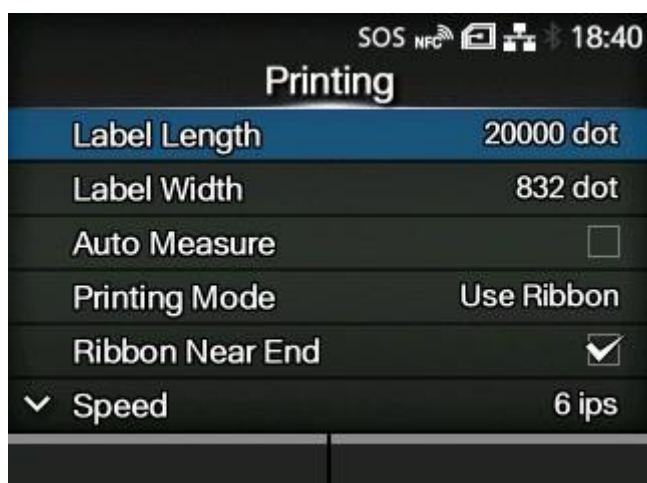 SOS NFC 18:40
Printing
Label Length 20000 dot
Label Width 832 dot
Auto Measure
Printing Mode Use Ribbon
Ribbon Near End
Speed 6 ips